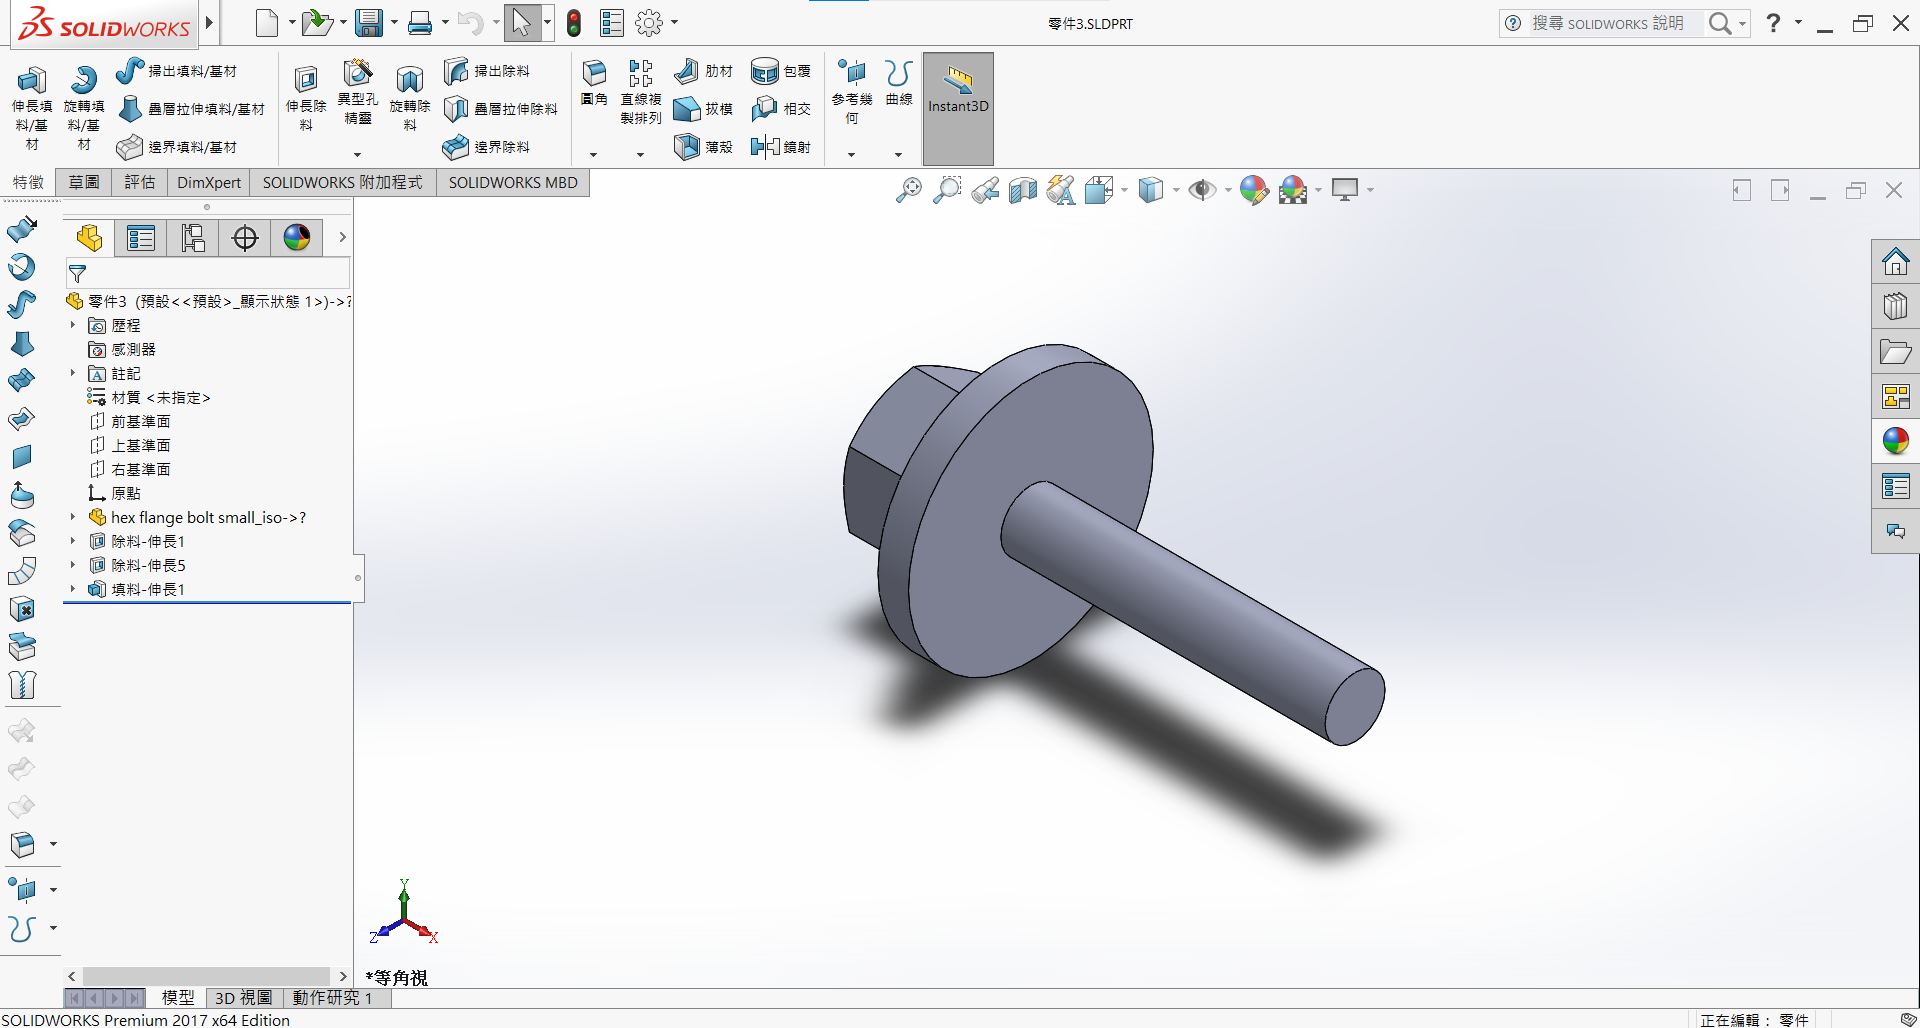 SOLIDWORKS
零件3.SLDPRT
搜尋 SOLIDWORKS 說明
伸長填料/基材
旋轉填料/基材
掃出填料/基材
疊層拉伸填料/基材
邊界填料/基材
伸長除料
異型孔精靈
旋轉除料
掃出除料
疊層拉伸除料
邊界除料
圓角
直線複製排列
肋材
拔模
薄殼
包覆
相交
鏡射
參考幾何
曲線
Instant3D
特徵
草圖
評估
DimXpert
SOLIDWORKS 附加程式
SOLIDWORKS MBD
零件3 (預設<<預設>_顯示狀態 1>)->?
歷程
感測器
註記
材質 <未指定>
前基準面
上基準面
右基準面
原點
hex flange bolt small_iso->?
除料-伸長1
除料-伸長5
填料-伸長1
Y
Z
X
*等角視
模型
3D 視圖
動作研究 1
SOLIDWORKS Premium 2017 x64 Edition
正在編輯： 零件